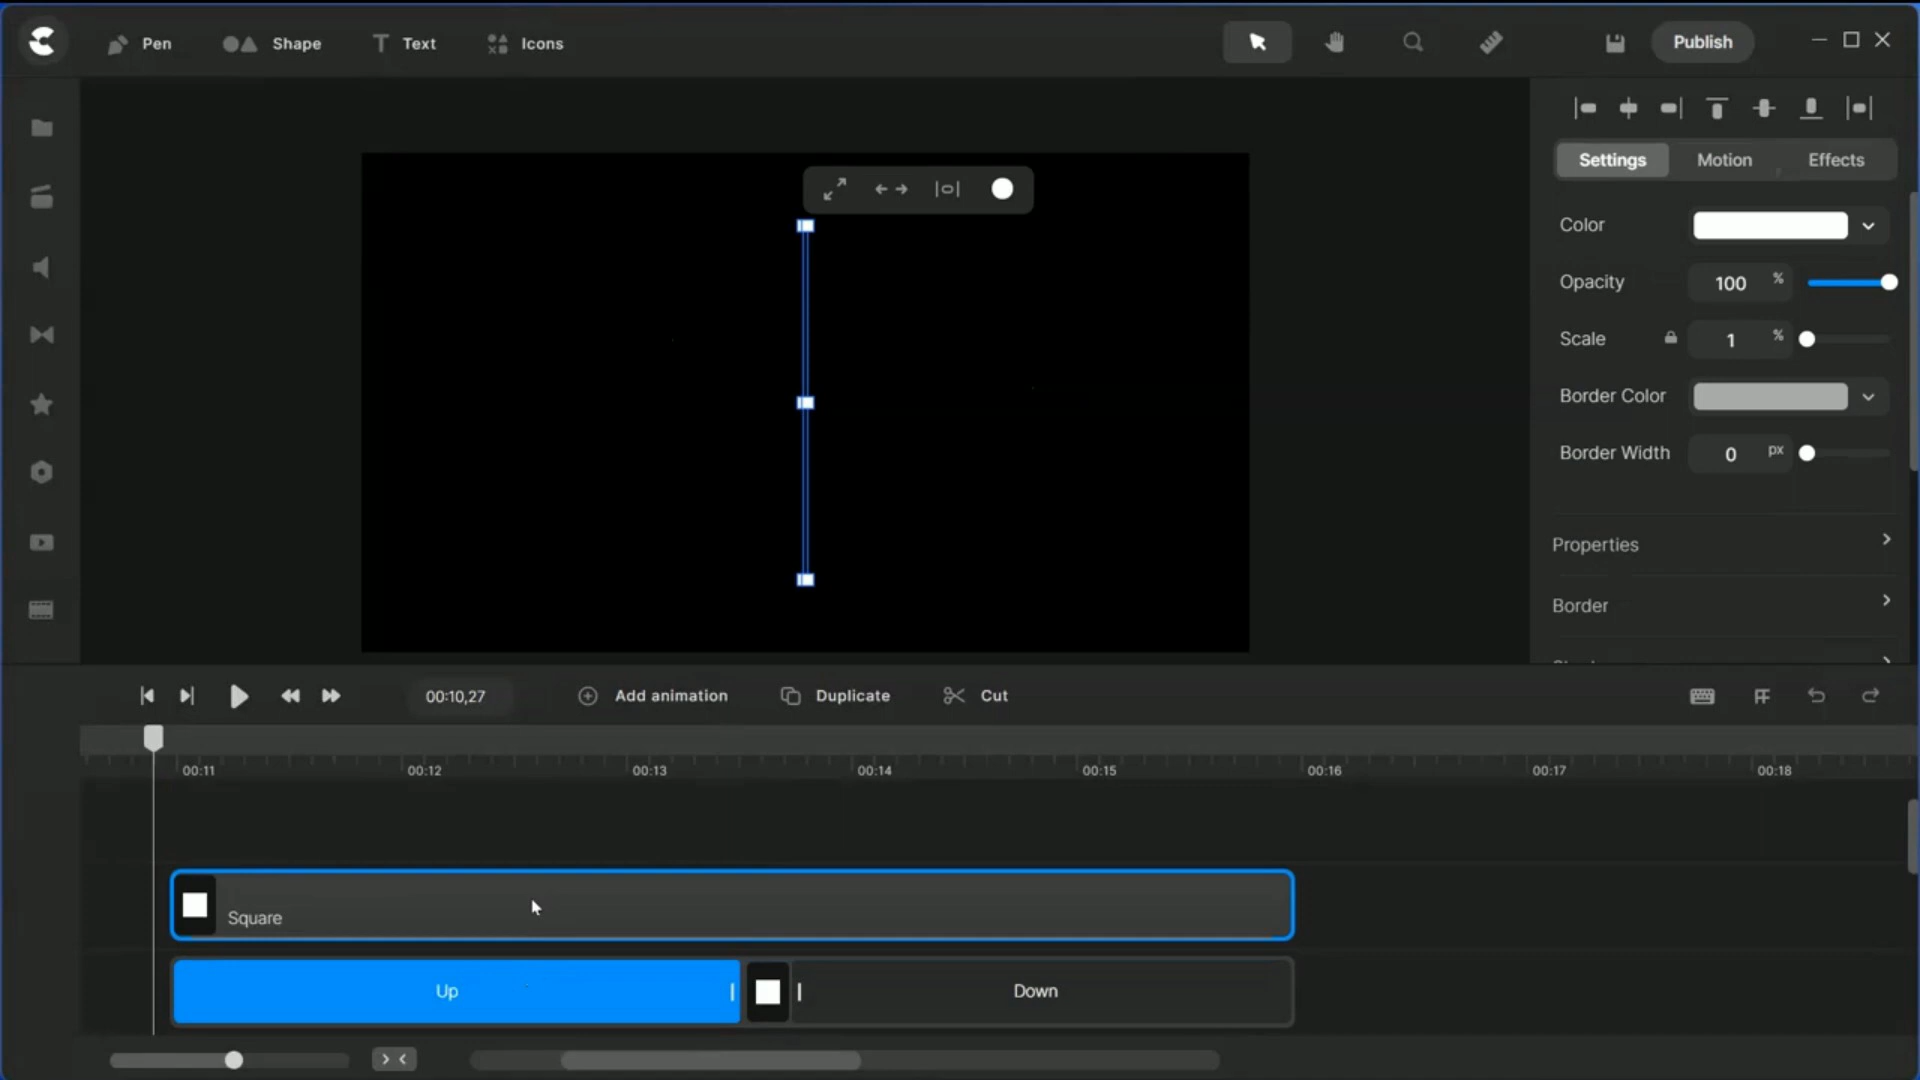 Pen Shape Text Icons Publish
Settings Motion Effects
Color
Opacity 100 %
Scale 1 %
Border Color
Border Width 0 px
Properties
Border
00:10,27 Add animation Duplicate Cut
00:11 00:12 00:13 00:14 00:15 00:16 00:17 00:18
Square
Up Down